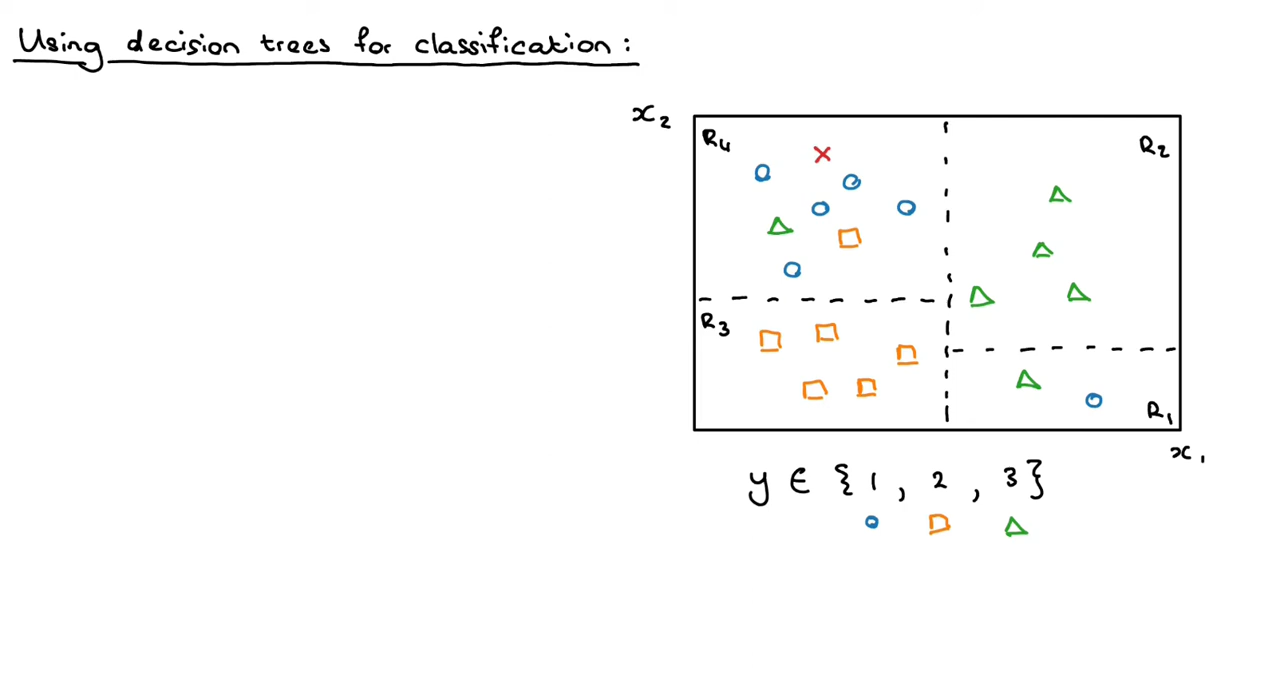 Using decision trees for classification:
x₂
R₄
R₂
R₃
R₁
x₁
y ∈ {1, 2, 3}